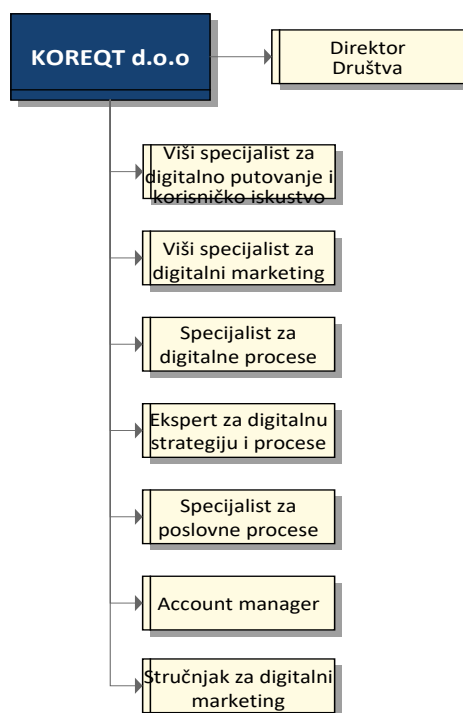 KOREQT d.o.o
Direktor
Društva
Viši specijalist za
digitalno putovanje i
korisničko iskustvo
Viši specijalist za
digitalni marketing
Specijalist za
digitalne procese
Ekspert za digitalnu
strategiju i procese
Specijalist za
poslovne procese
Account manager
Stručnjak za digitalni
marketing